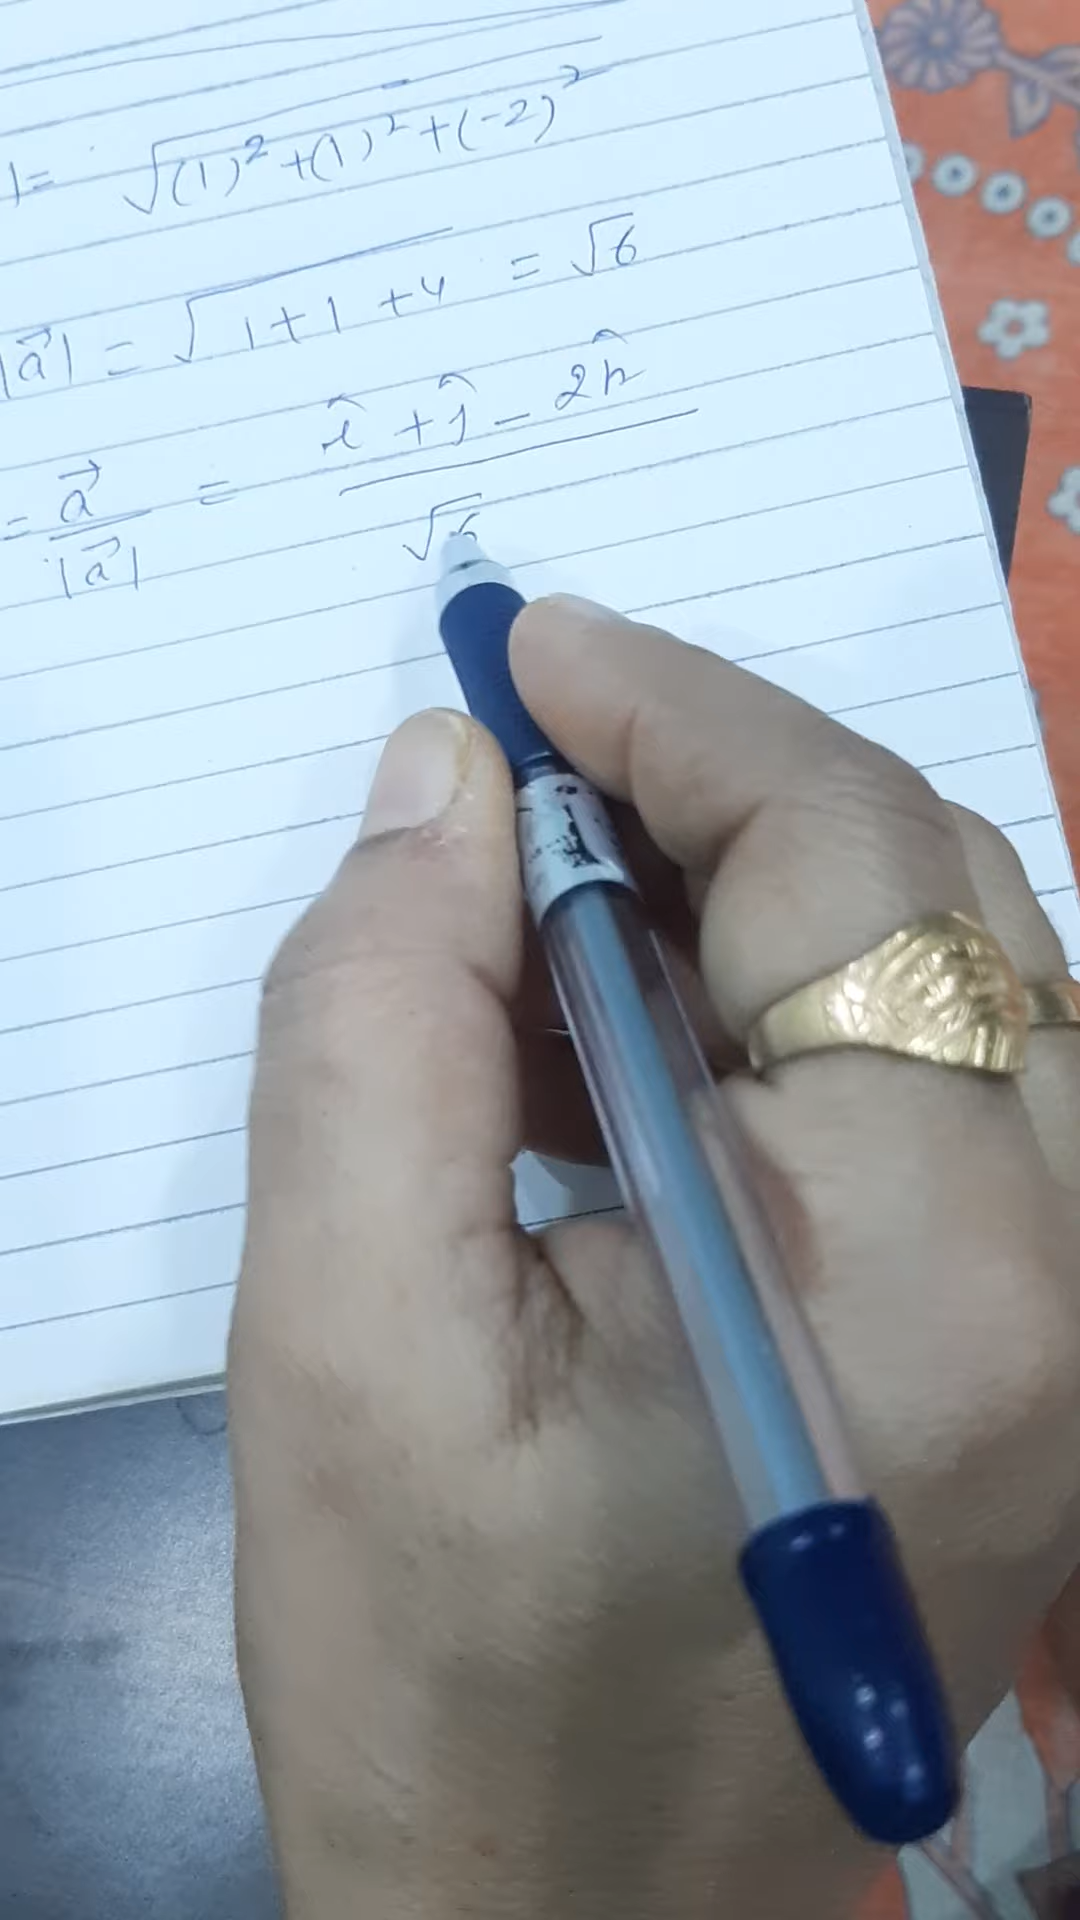 |= √(1)²+(1)²+(-2)²
|a⃗| = √1+1+4 = √6
= a⃗/|a⃗| = î+ĵ-2k̂/√6